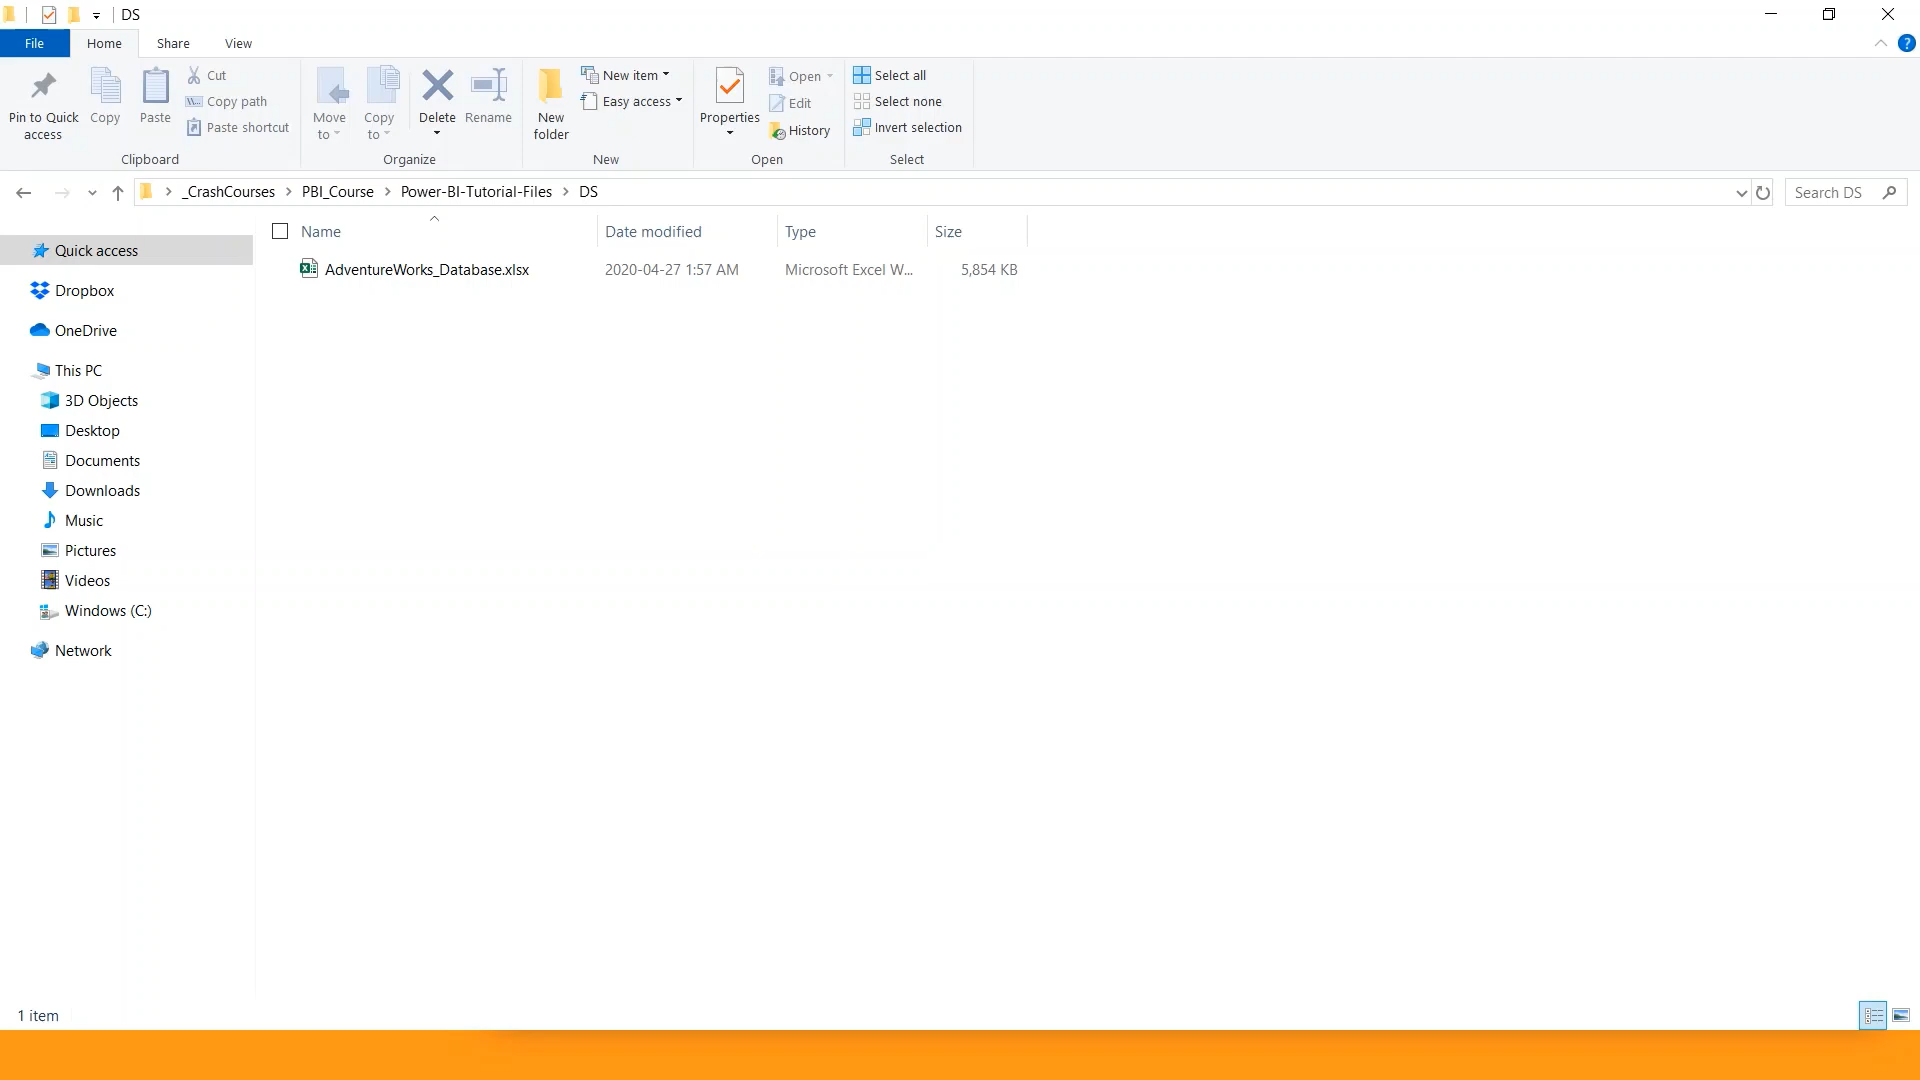 DS
File Home Share View
Pin to Quick access
Copy
Paste
Cut
Copy path
Paste shortcut
Clipboard
Move to
Copy to
Delete
Rename
Organize
New folder
New item
Easy access
New
Properties
Open
Edit
History
Open
Select all
Select none
Invert selection
Select
_CrashCourses PBI_Course Power-BI-Tutorial-Files DS
Search DS
Name Date modified Type Size
AdventureWorks_Database.xlsx 2020-04-27 1:57 AM Microsoft Excel W... 5,854 KB
Quick access
Dropbox
OneDrive
This PC
3D Objects
Desktop
Documents
Downloads
Music
Pictures
Videos
Windows (C:)
Network
1 item